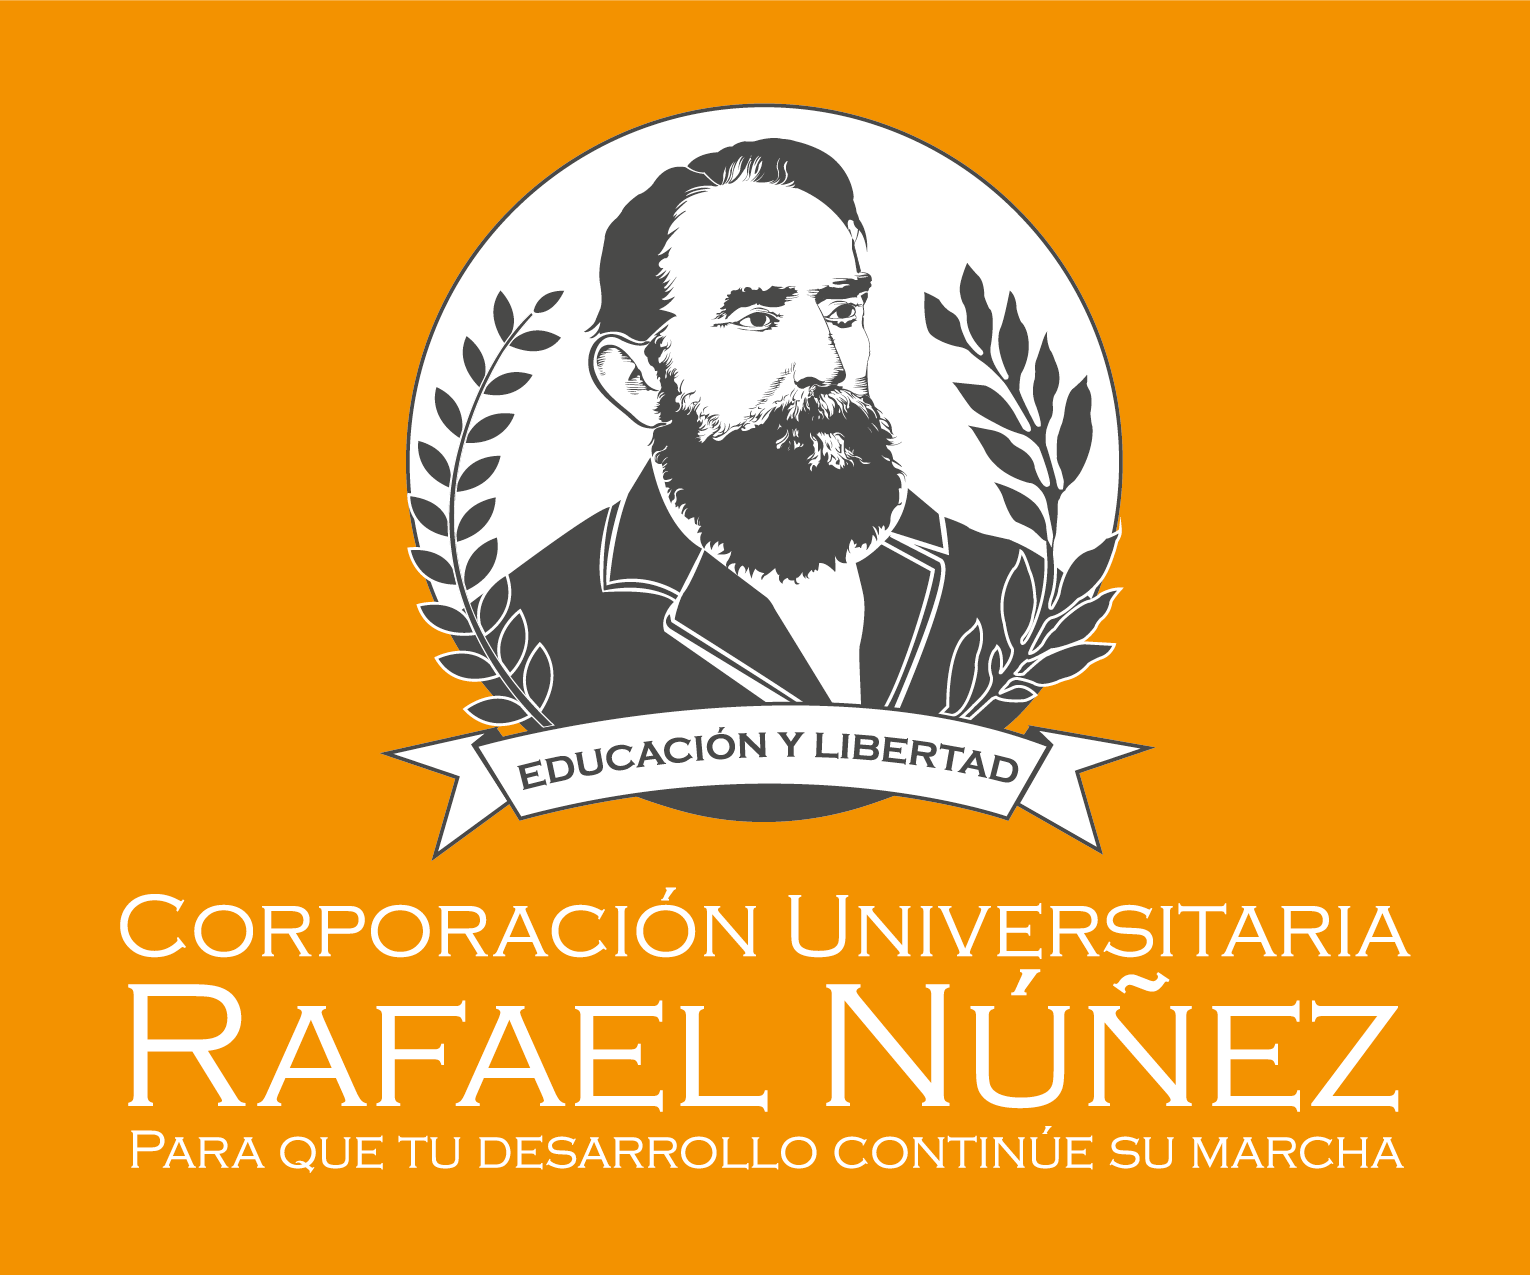 EDUCACIÓN Y LIBERTAD
CORPORACIÓN UNIVERSITARIA
RAFAEL NÚÑEZ
PARA QUE TU DESARROLLO CONTINÚE SU MARCHA